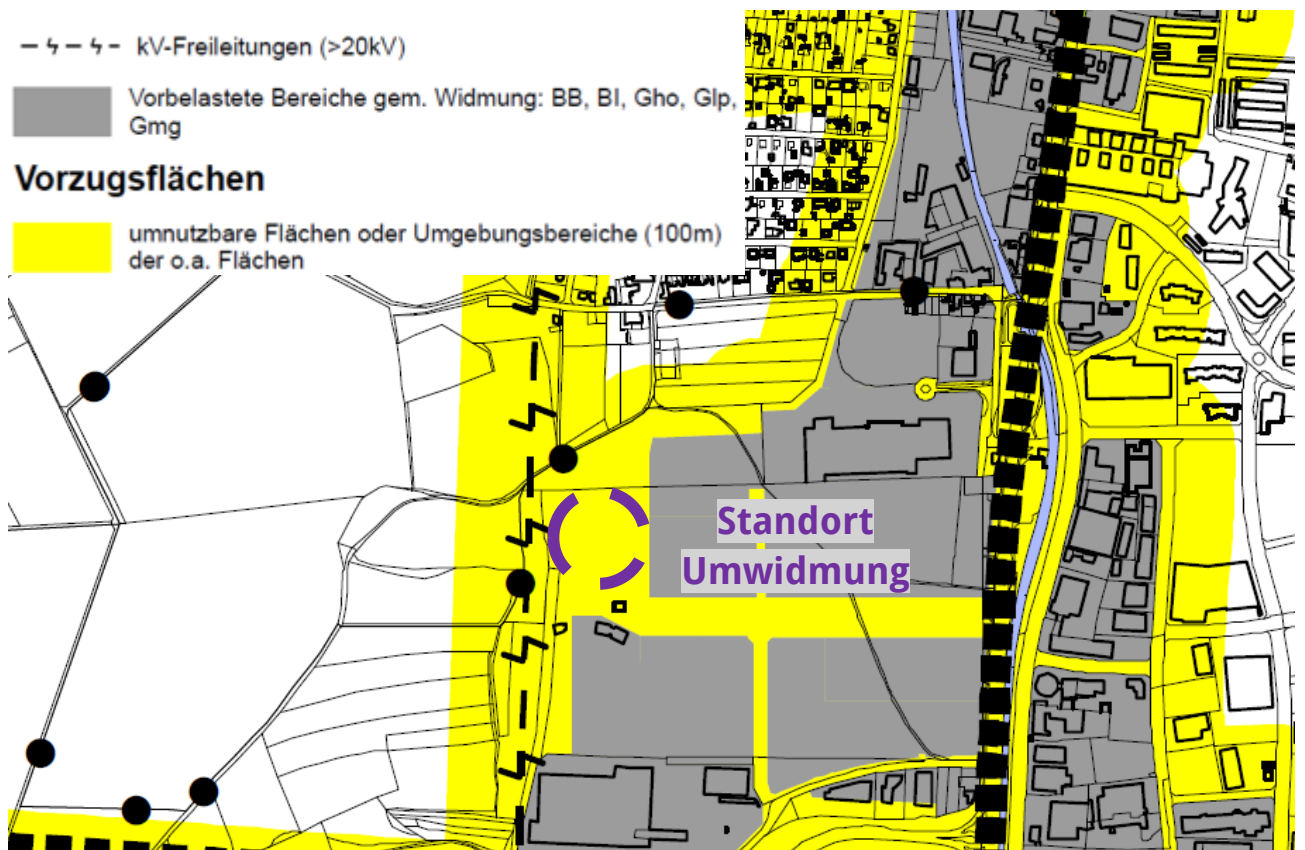 kV-Freileitungen (>20kV)
Vorbelastete Bereiche gem. Widmung: BB, BI, Gho, Glp,
Gmg
Vorzugsflächen
umnutzbare Flächen oder Umgebungsbereiche (100m)
der o.a. Flächen
Standort
Umwidmung